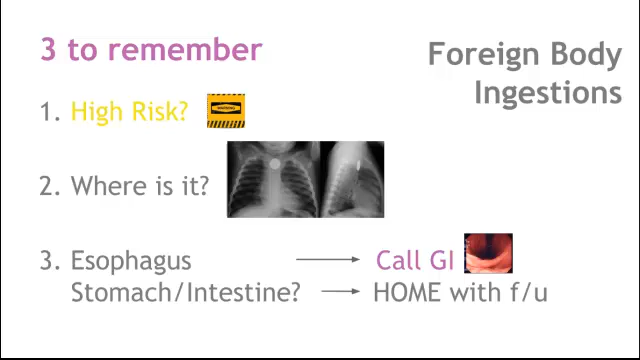 3 to remember
Foreign Body
Ingestions
1. High Risk?
WARNING
2. Where is it?
3. Esophagus
Call GI
Stomach/Intestine?
HOME with f/u